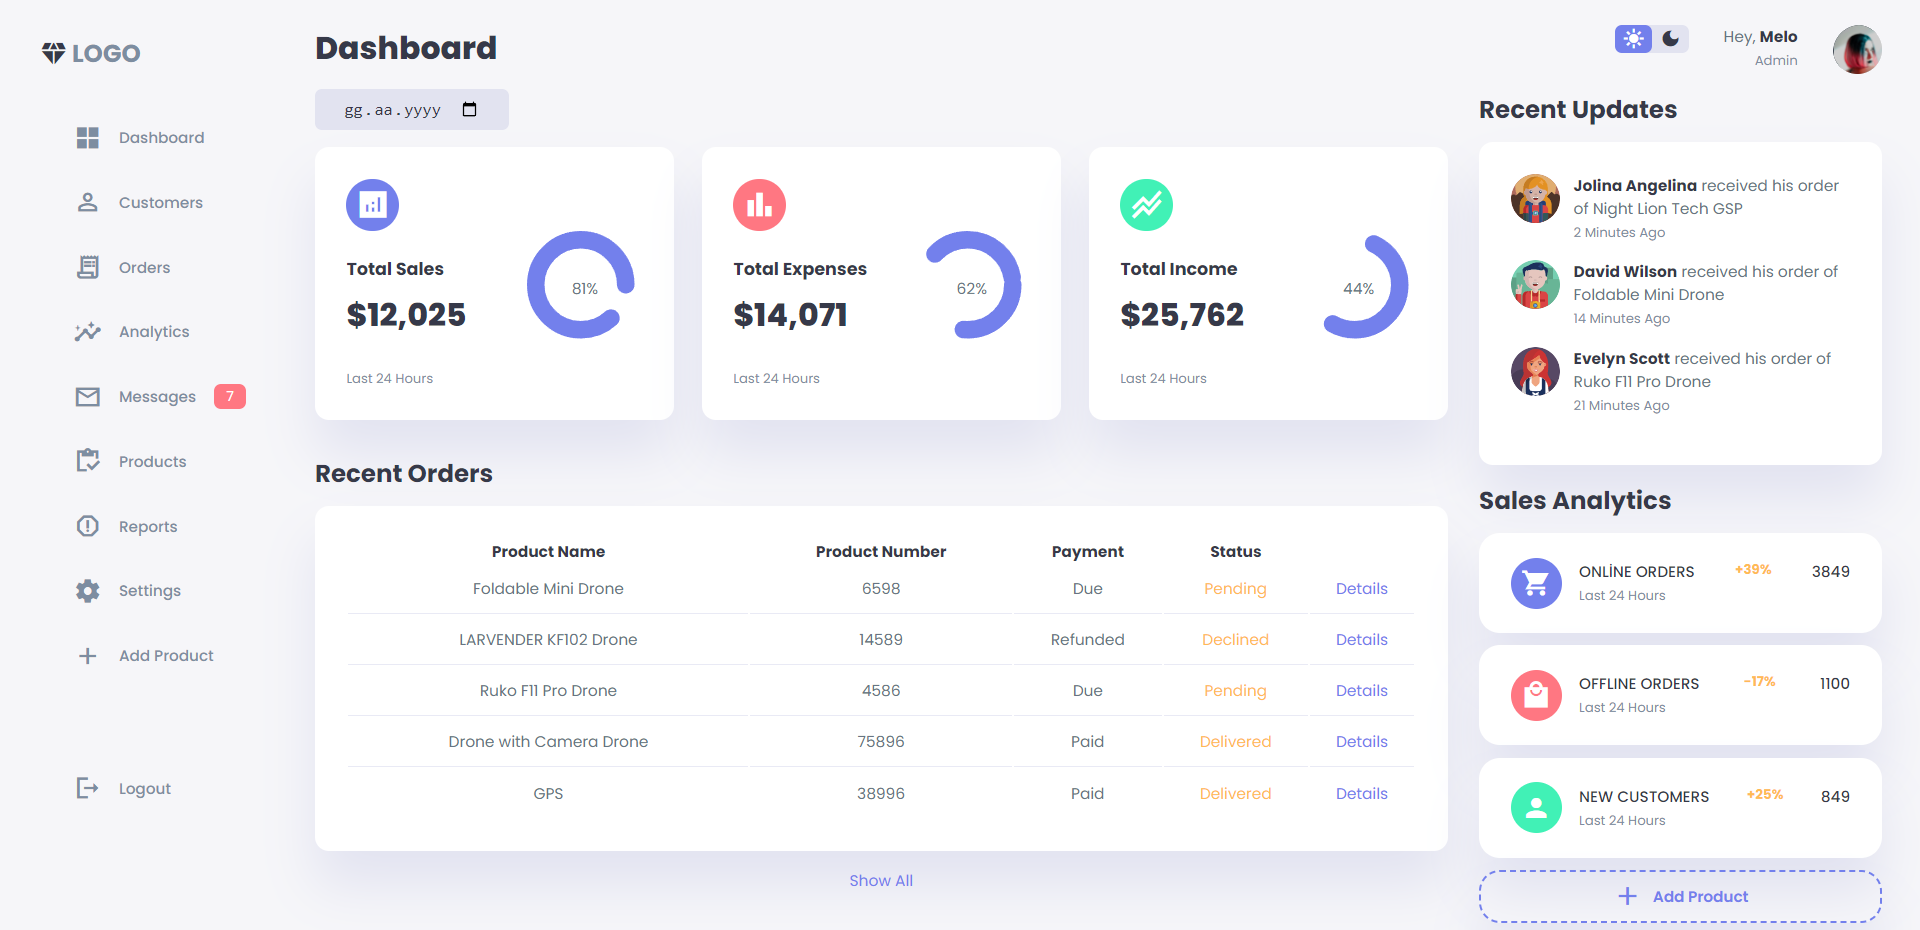 LOGO
Dashboard
Customers
Orders
Analytics
Messages 7
Products
Reports
Settings
Add Product
Logout
Dashboard
gg.aa.yyyy
Total Sales
$12,025
81%
Last 24 Hours
Total Expenses
$14,071
62%
Last 24 Hours
Total Income
$25,762
44%
Last 24 Hours
Recent Orders
Product Name Product Number Payment Status
Foldable Mini Drone 6598 Due Pending Details
LARVENDER KF102 Drone 14589 Refunded Declined Details
Ruko F11 Pro Drone 4586 Due Pending Details
Drone with Camera Drone 75896 Paid Delivered Details
GPS 38996 Paid Delivered Details
Show All
Hey, Melo
Admin
Recent Updates
Jolina Angelina received his order
of Night Lion Tech GSP
2 Minutes Ago
David Wilson received his order of
Foldable Mini Drone
14 Minutes Ago
Evelyn Scott received his order of
Ruko F11 Pro Drone
21 Minutes Ago
Sales Analytics
ONLİNE ORDERS +39% 3849
Last 24 Hours
OFFLINE ORDERS -17% 1100
Last 24 Hours
NEW CUSTOMERS +25% 849
Last 24 Hours
Add Product